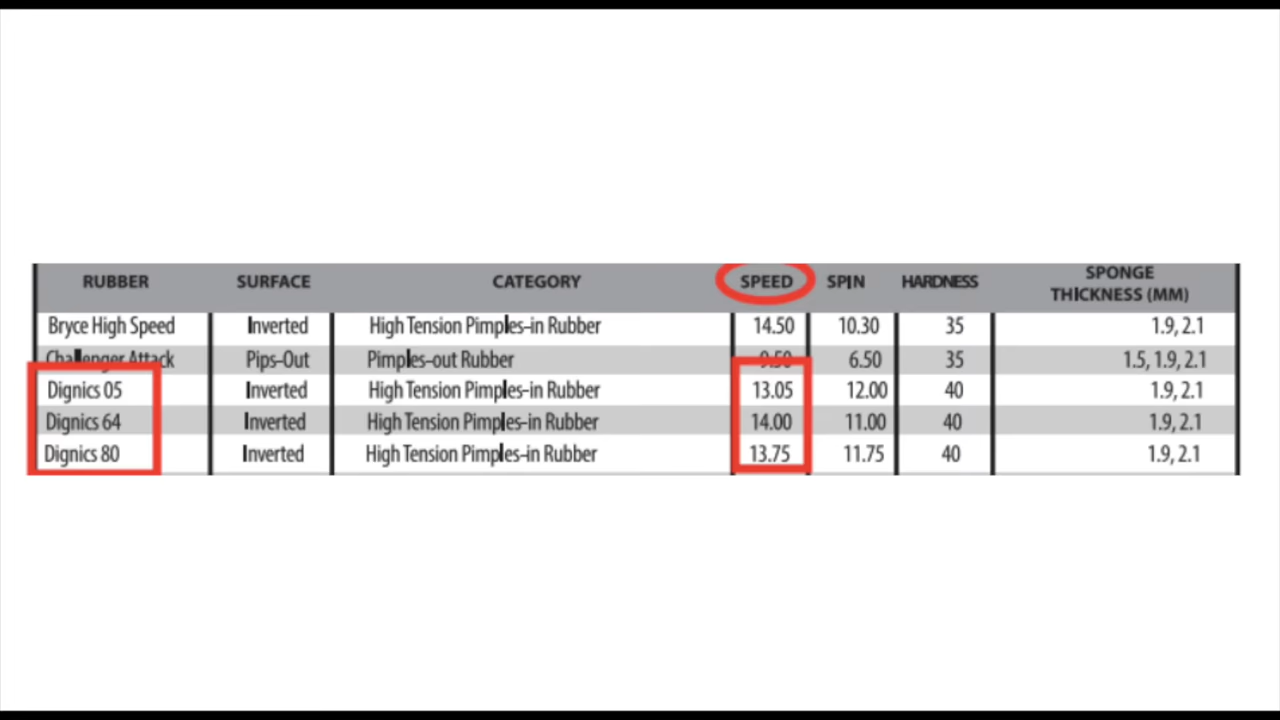 RUBBER SURFACE CATEGORY SPEED SPIN HARDNESS SPONGE THICKNESS (MM)
Bryce High Speed Inverted High Tension Pimples-in Rubber 14.50 10.30 35 1.9, 2.1
Challenger Attack Pips-Out Pimples-out Rubber 9.50 6.50 35 1.5, 1.9, 2.1
Dignics 05 Inverted High Tension Pimples-in Rubber 13.05 12.00 40 1.9, 2.1
Dignics 64 Inverted High Tension Pimples-in Rubber 14.00 11.00 40 1.9, 2.1
Dignics 80 Inverted High Tension Pimples-in Rubber 13.75 11.75 40 1.9, 2.1